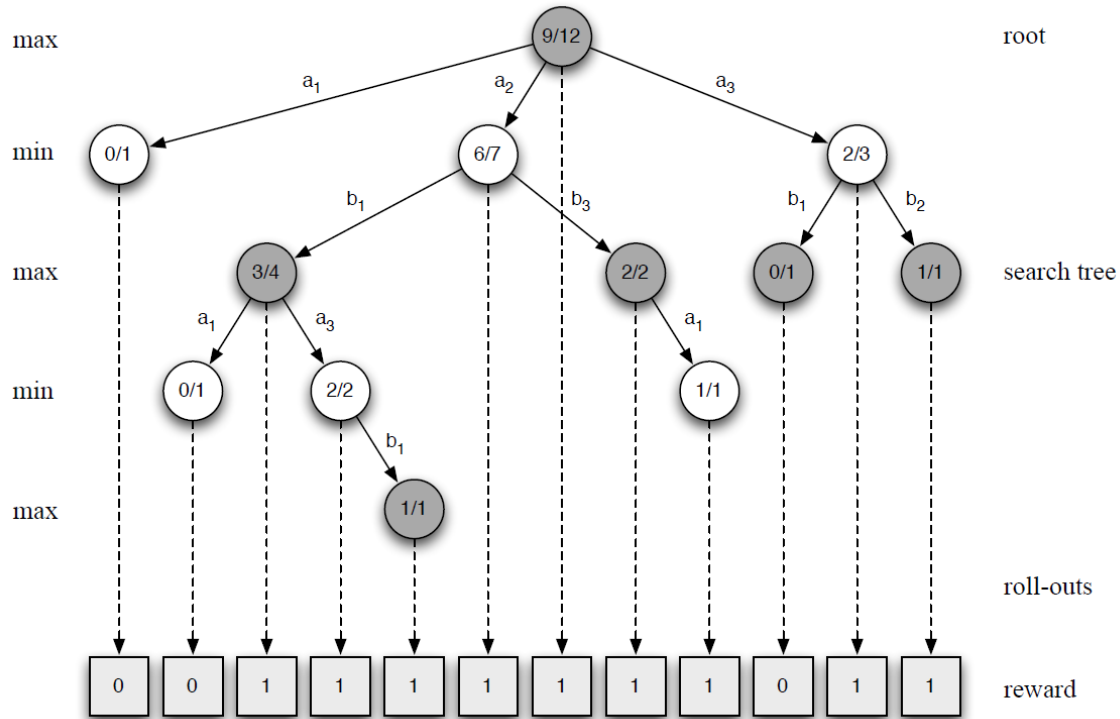 max 9/12 root
a1 a2 a3
min 0/1 6/7 2/3
b1 b3 b1 b2
max 3/4 2/2 0/1 1/1 search tree
a1 a3 a1
min 0/1 2/2 1/1
b1
max 1/1
roll-outs
0 0 1 1 1 1 1 1 1 0 1 1 reward